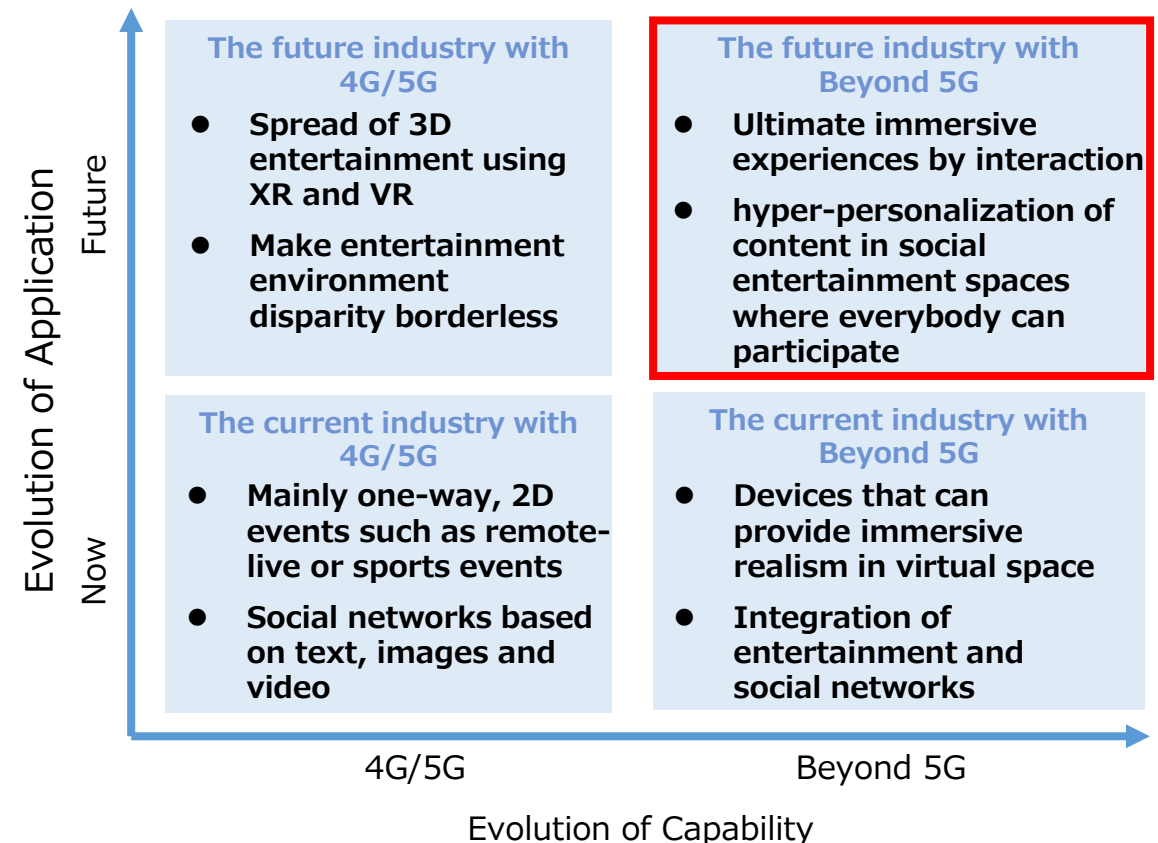 Evolution of Application
Future
Now
The future industry with
4G/5G
● Spread of 3D
entertainment using
XR and VR
● Make entertainment
environment
disparity borderless
The future industry with
Beyond 5G
● Ultimate immersive
experiences by interaction
● hyper-personalization of
content in social
entertainment spaces
where everybody can
participate
The current industry with
4G/5G
● Mainly one-way, 2D
events such as remote-
live or sports events
● Social networks based
on text, images and
video
The current industry with
Beyond 5G
● Devices that can
provide immersive
realism in virtual space
● Integration of
entertainment and
social networks
4G/5G
Beyond 5G
Evolution of Capability